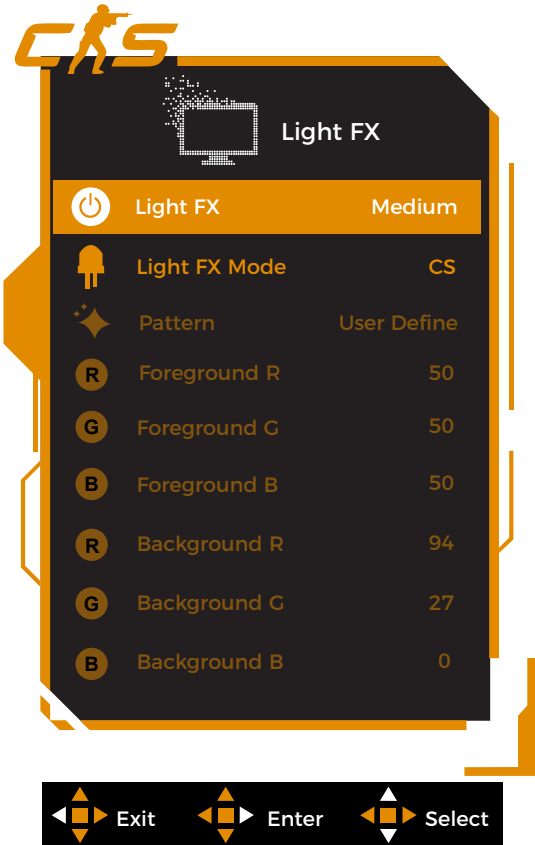 CS
Light FX
Light FX Medium
Light FX Mode CS
Pattern User Define
R Foreground R 50
G Foreground G 50
B Foreground B 50
R Background R 94
G Background G 27
B Background B 0
Exit Enter Select